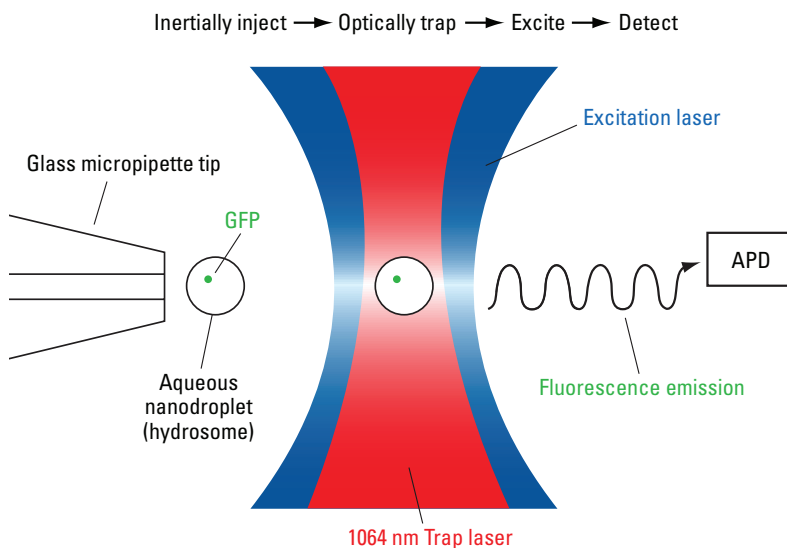 Inertially inject → Optically trap → Excite → Detect
Excitation laser
Glass micropipette tip
GFP
APD
Aqueous
nanodroplet
(hydrosome)
Fluorescence emission
1064 nm Trap laser